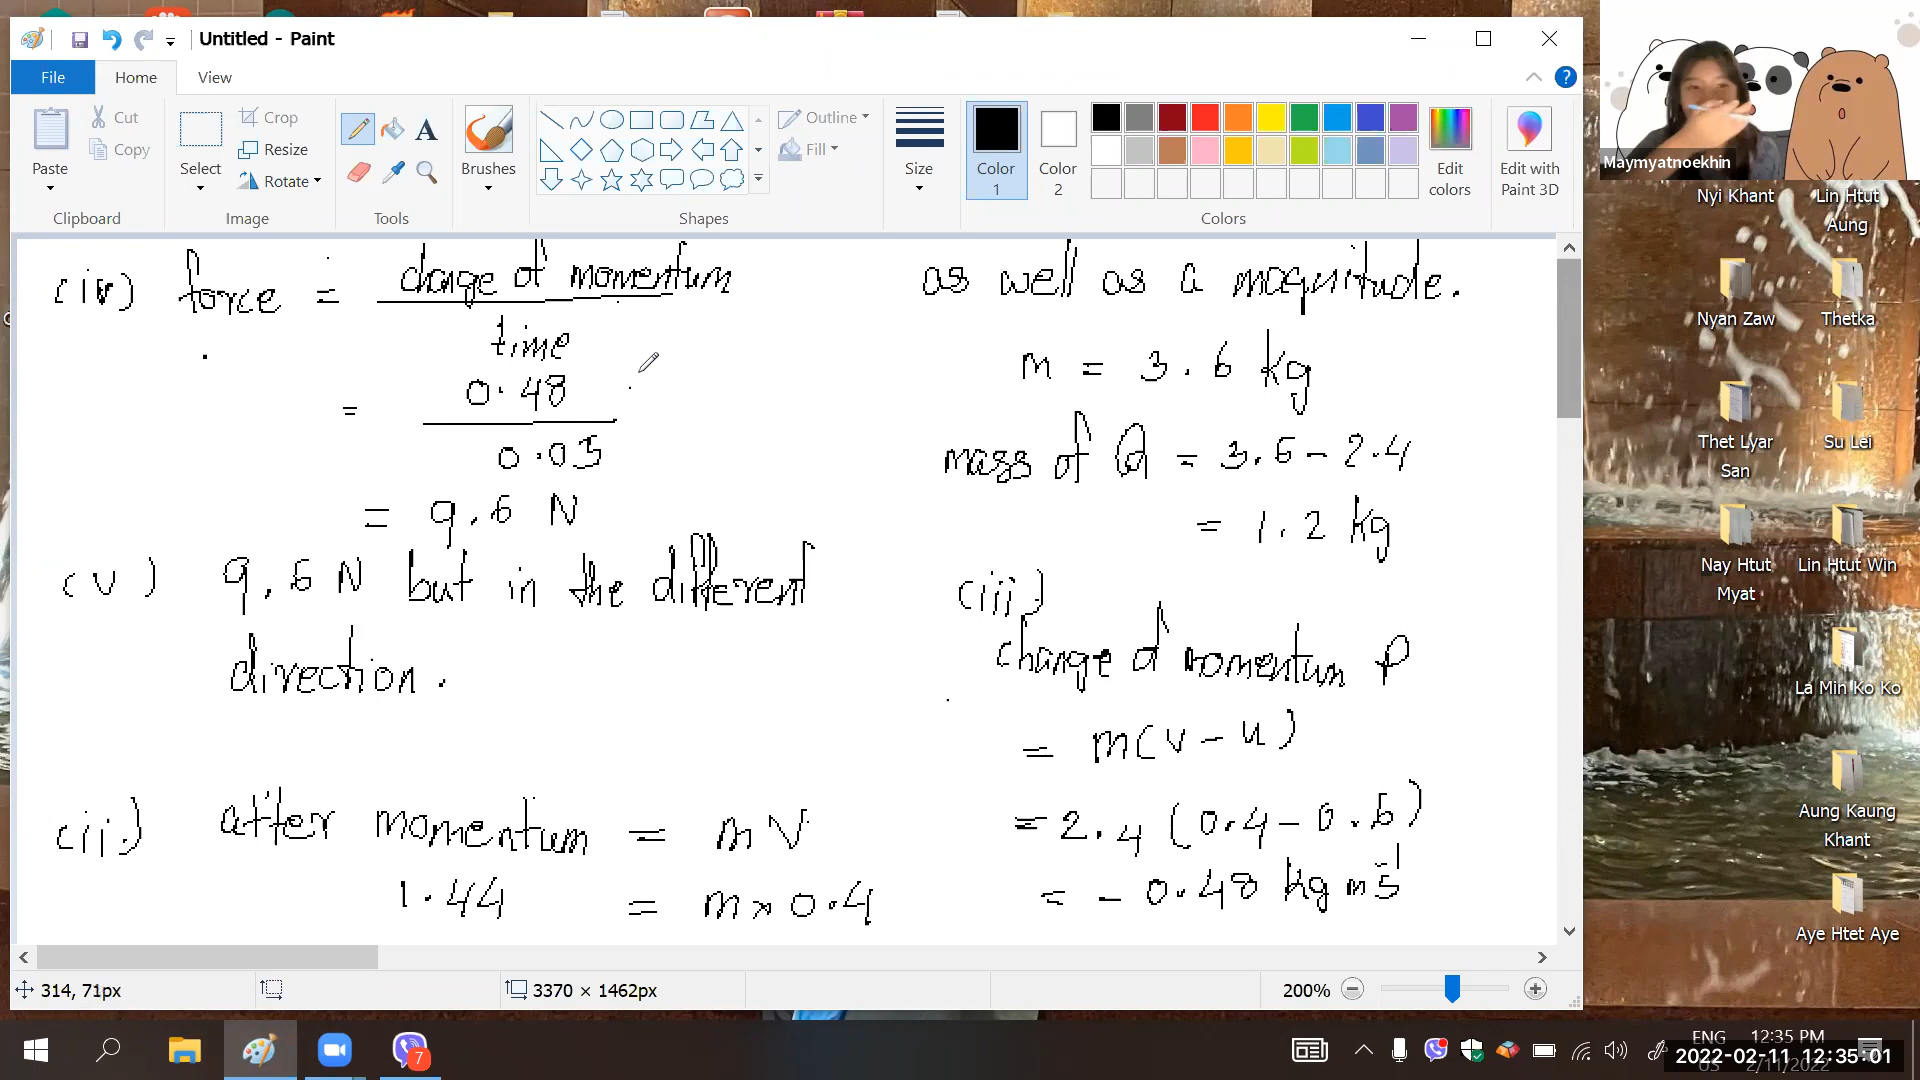 Untitled - Paint
File
Home
View
Paste
Cut
Copy
Clipboard
Select
Crop
Resize
Rotate
Image
A
Tools
Brushes
Shapes
Outline
Fill
Size
Color 1
Color 2
Colors
Edit colors
Edit with Paint 3D
Maymyatnoekhin
(iv) force = change of momentum
time
= 0.48
0.03
= 9.6 N
(v) 9.6 N but in the different
direction.
(ii.) after momentum = mV
1.44 = m × 0.4
as well as a magnitude.
m = 3.6 kg
mass of Q = 3.6 - 2.4
= 1.2 kg
(iii)
change of momentum P
= m(v - u)
= 2.4 (0.4 - 0.6)
= - 0.48 kg ms⁻¹
Nyi Khant
Lin Htut Aung
Nyan Zaw
Thetka
Thet Lyar San
Su Lei
Nay Htut Myat
Lin Htut Win
La Min Ko Ko
Aung Kaung Khant
Aye Htet Aye
314, 71px
3370 × 1462px
200%
7
ENG
12:35 PM
2022-02-11 12:35:01